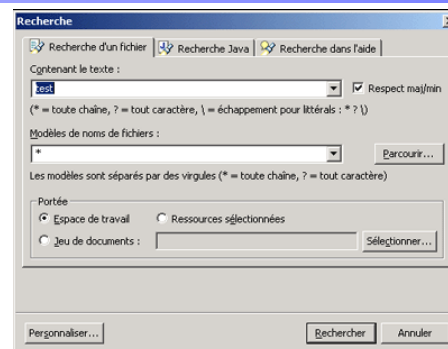 Recherche
Recherche d'un fichier Recherche Java Recherche dans l'aide
Contenant le texte :
test Respect maj/min
(* = toute chaîne, ? = tout caractère, \ = échappement pour littérals : * ? \)
Modèles de noms de fichiers :
* Parcourir...
Les modèles sont séparés par des virgules (* = toute chaîne, ? = tout caractère)
Portée
Espace de travail Ressources sélectionnées
Jeu de documents : Sélectionner...
Personnaliser... Rechercher Annuler